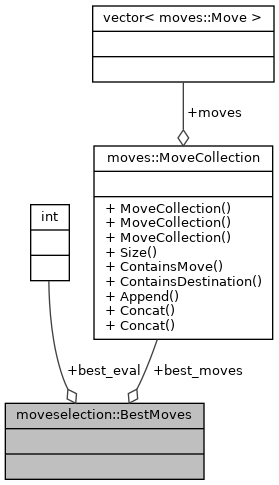 vector< moves::Move >
+moves
moves::MoveCollection
+ MoveCollection()
+ MoveCollection()
+ MoveCollection()
+ Size()
+ ContainsMove()
+ ContainsDestination()
+ Append()
+ Concat()
+ Concat()
int
+best_eval
+best_moves
moveselection::BestMoves